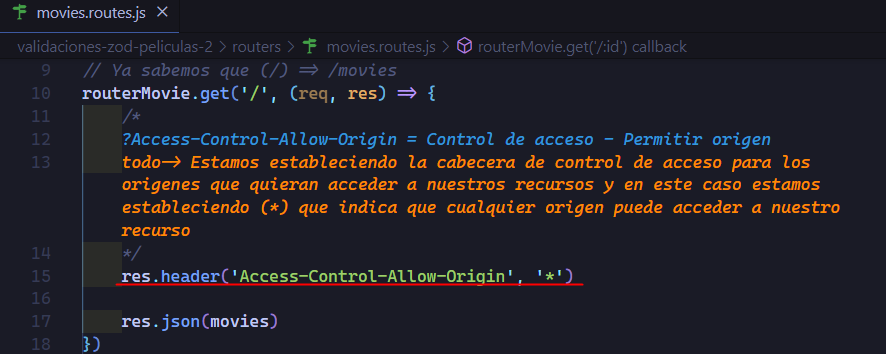 movies.routes.js ×
validaciones-zod-peliculas-2 > routers > movies.routes.js > routerMovie.get('/:id') callback
9 // Ya sabemos que (/) => /movies
10 routerMovie.get('/', (req, res) => {
11 /*
12 ?Access-Control-Allow-Origin = Control de acceso - Permitir origen
13 todo-> Estamos estableciendo la cabecera de control de acceso para los
origenes que quieran acceder a nuestros recursos y en este caso estamos
estableciendo (*) que indica que cualquier origen puede acceder a nuestro
recurso
14 */
15 res.header('Access-Control-Allow-Origin', '*')
16
17 res.json(movies)
18 })